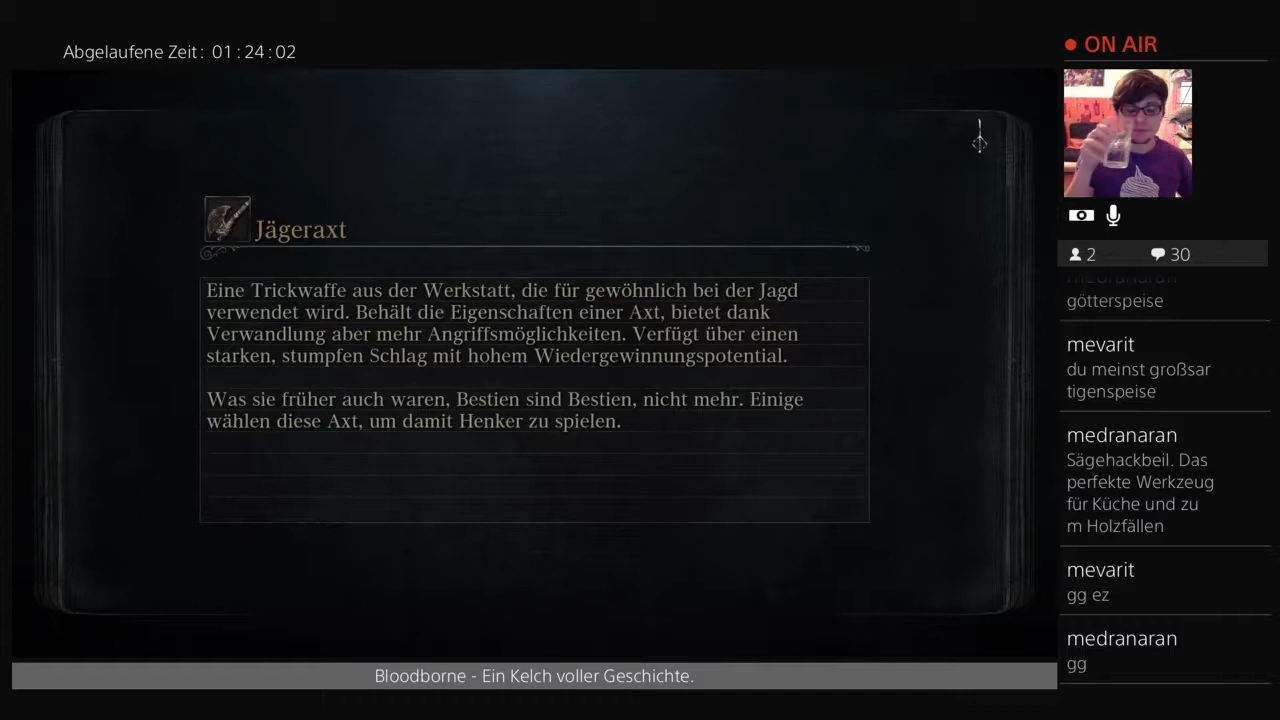 Abgelaufene Zeit: 01:24:02
ON AIR
2
30
Jägeraxt
Eine Trickwaffe aus der Werkstatt, die für gewöhnlich bei der Jagd
verwendet wird. Behält die Eigenschaften einer Axt, bietet dank
Verwandlung aber mehr Angriffsmöglichkeiten. Verfügt über einen
starken, stumpfen Schlag mit hohem Wiedergewinnungspotential.
Was sie früher auch waren, Bestien sind Bestien, nicht mehr. Einige
wählen diese Axt, um damit Henker zu spielen.
medranaran
götterspeise
mevarit
du meinst großsar
tigenspeise
medranaran
Sägehackbeil. Das
perfekte Werkzeug
für Küche und zu
m Holzfällen
mevarit
gg ez
medranaran
gg
Bloodborne - Ein Kelch voller Geschichte.